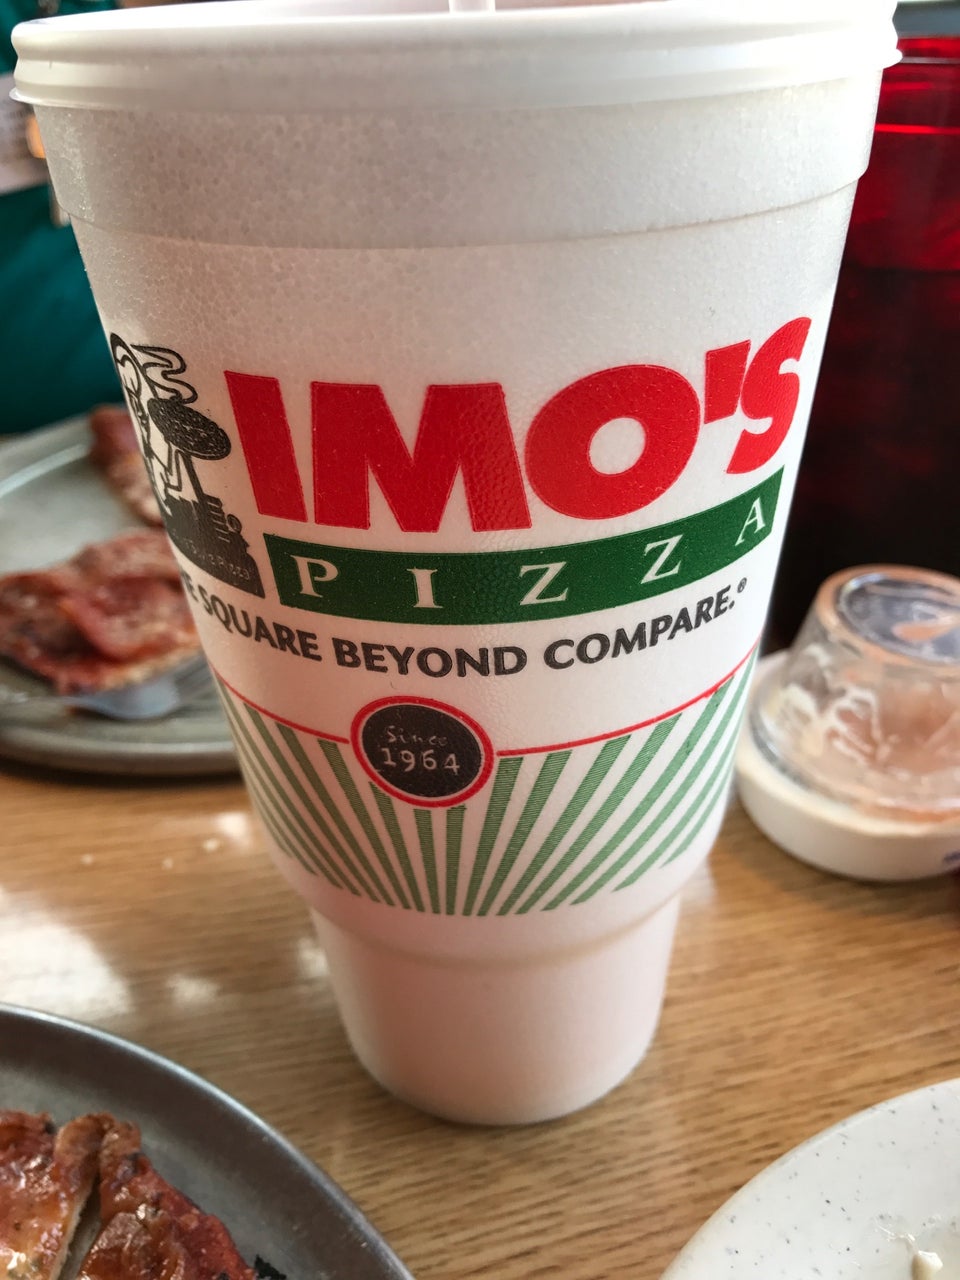 IMO'S
PIZZA
SQUARE BEYOND COMPARE.®
Since
1964